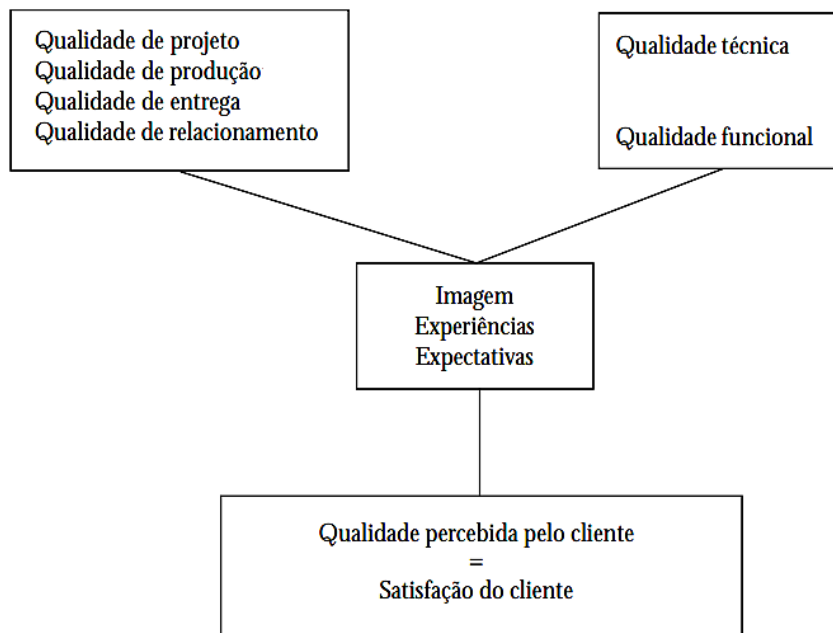 Qualidade de projeto
Qualidade de produção
Qualidade de entrega
Qualidade de relacionamento
Qualidade técnica
Qualidade funcional
Imagem
Experiências
Expectativas
Qualidade percebida pelo cliente
=
Satisfação do cliente